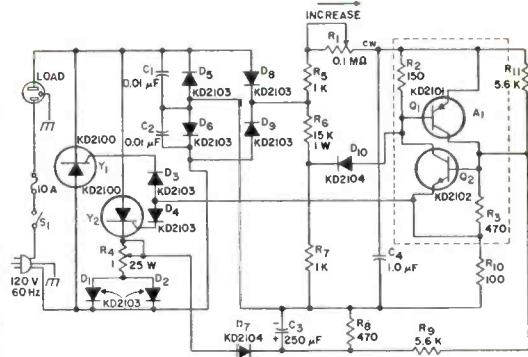 INCREASE
R1
0.1 MΩ
CW
LOAD
C1
0.01 µF
D5
KD2103
D8
KD2103
R5
1 K
R2
150
KD2101
Q1
A1
R11
5.6 K
C2
0.01 µF
D6
KD2103
D9
KD2103
R6
15 K
1 W
D10
KD2104
Q2
KD2102
KD2100
Y1
KD2100
D3
KD2103
10 A
Y2
D4
KD2103
R3
470
S1
R4
1
25 W
R7
1 K
C4
1.0 µF
R10
100
120 V
60 Hz
D1
D2
KD2103
D7
KD2104
C3
250 µF
R8
470
R9
5.6 K